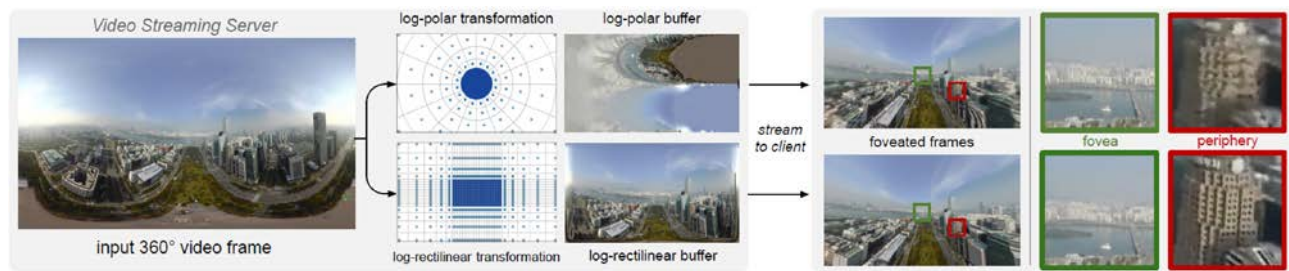 Video Streaming Server
input 360° video frame
log-polar transformation
log-polar buffer
log-rectilinear transformation
log-rectilinear buffer
stream
to client
foveated frames
fovea
periphery